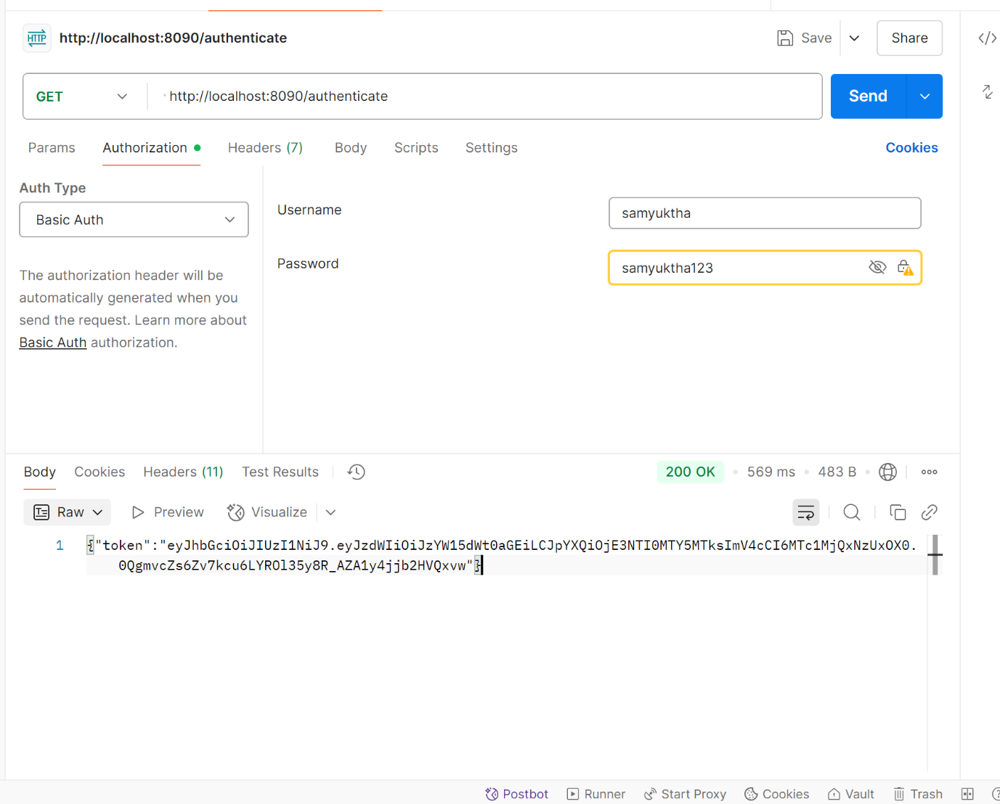 HTTP http://localhost:8090/authenticate Save Share
GET http://localhost:8090/authenticate Send
Params Authorization Headers (7) Body Scripts Settings Cookies
Auth Type
Basic Auth
The authorization header will be
automatically generated when you
send the request. Learn more about
Basic Auth authorization.
Username samyuktha
Password samyuktha123
Body Cookies Headers (11) Test Results 200 OK • 569 ms • 483 B
Raw Preview Visualize
1 {"token":"eyJhbGciOiJIUzI1NiJ9.eyJzdWIiOiJzYW15dWt0aGEiLCJpYXQiOjE3NTI0MTY5MTksImV4cCI6MTc1MjQxNzUxOX0.
0QgmvcZs6Zv7kcu6LYROl35y8R_AZA1y4jjb2HVQxvw"}
Postbot Runner Start Proxy Cookies Vault Trash